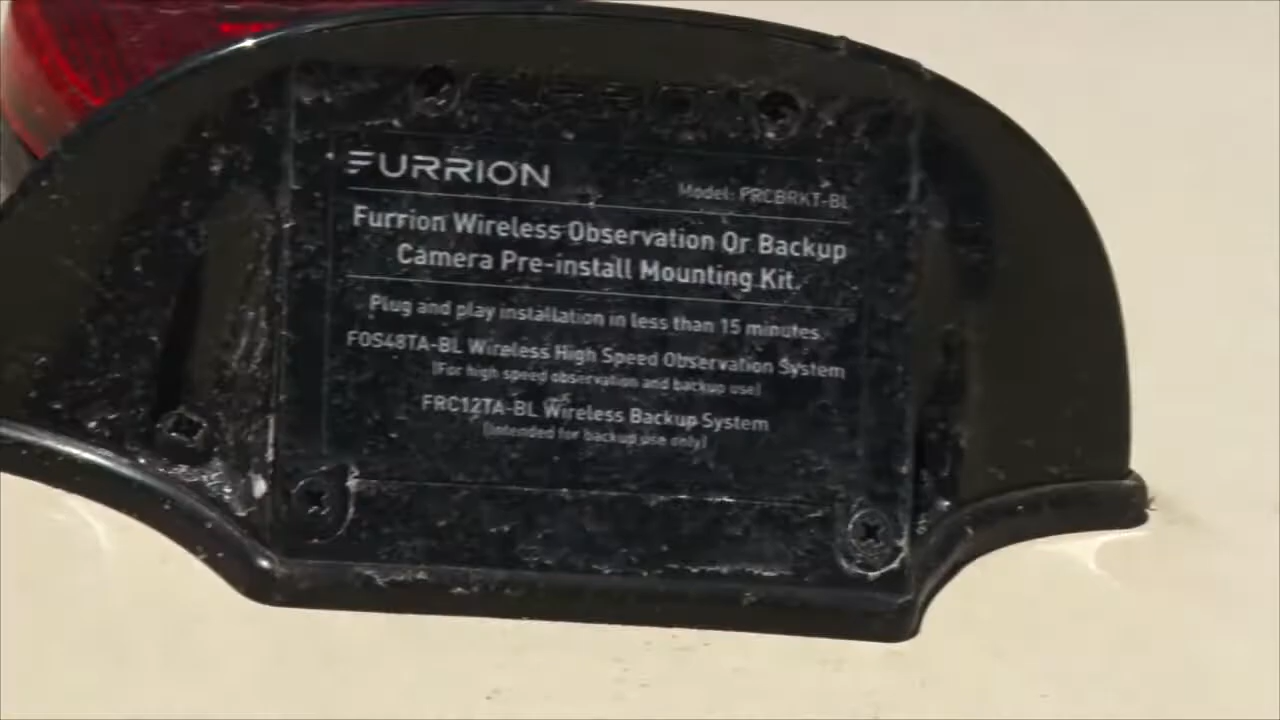 FURRION
Model: PRCBRKT-BL
Furrion Wireless Observation Or Backup
Camera Pre-install Mounting Kit.
Plug and play installation in less than 15 minutes.
FOS48TA-BL Wireless High Speed Observation System
(For high speed observation and backup use)
FRC12TA-BL Wireless Backup System
(Intended for backup use only)